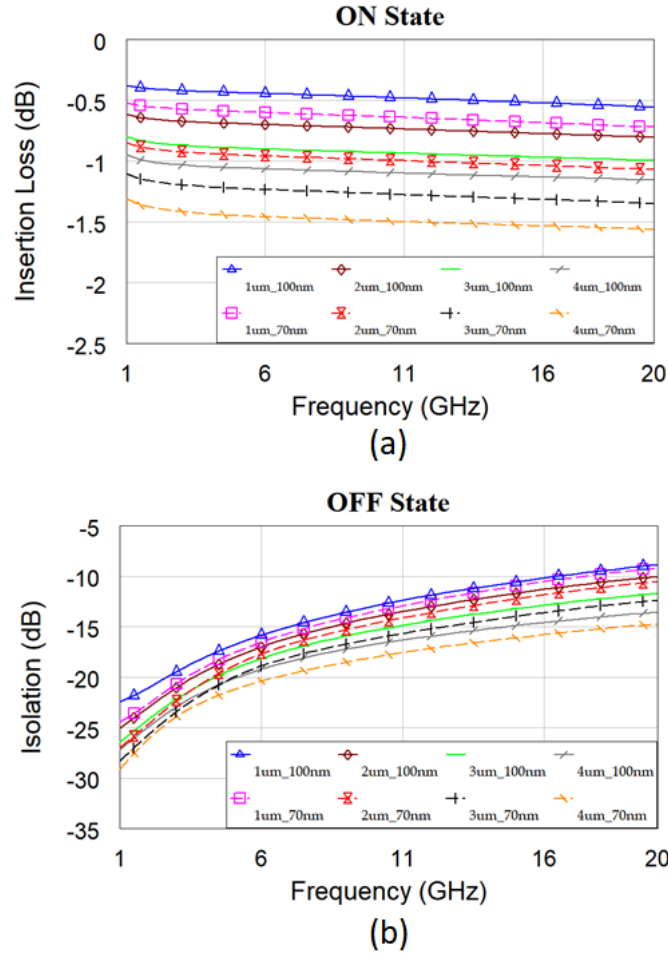 ON State
0
-0.5
-1
-1.5
-2
-2.5
Insertion Loss (dB)
1um_100nm 2um_100nm 3um_100nm 4um_100nm
1um_70nm 2um_70nm 3um_70nm 4um_70nm
1 6 11 16 20
Frequency (GHz)
(a)
OFF State
-5
-10
-15
-20
-25
-30
-35
Isolation (dB)
1um_100nm 2um_100nm 3um_100nm 4um_100nm
1um_70nm 2um_70nm 3um_70nm 4um_70nm
1 6 11 16 20
Frequency (GHz)
(b)